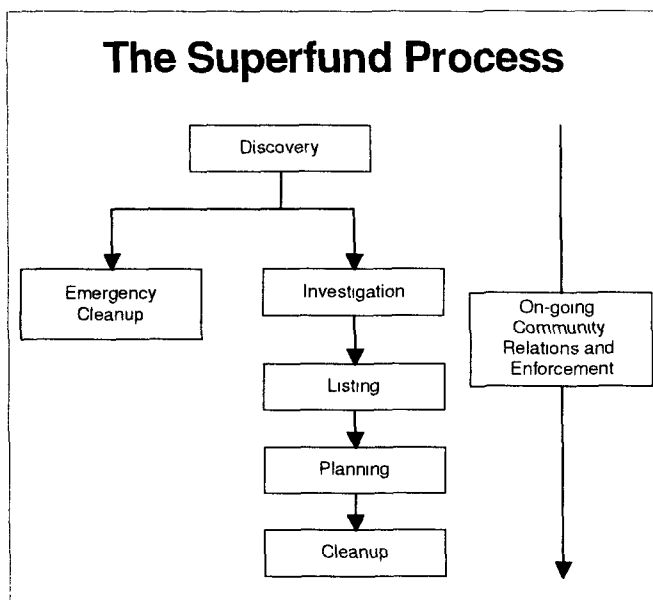 The Superfund Process
Discovery
Emergency
Cleanup
Investigation
Listing
Planning
Cleanup
On-going
Community
Relations and
Enforcement